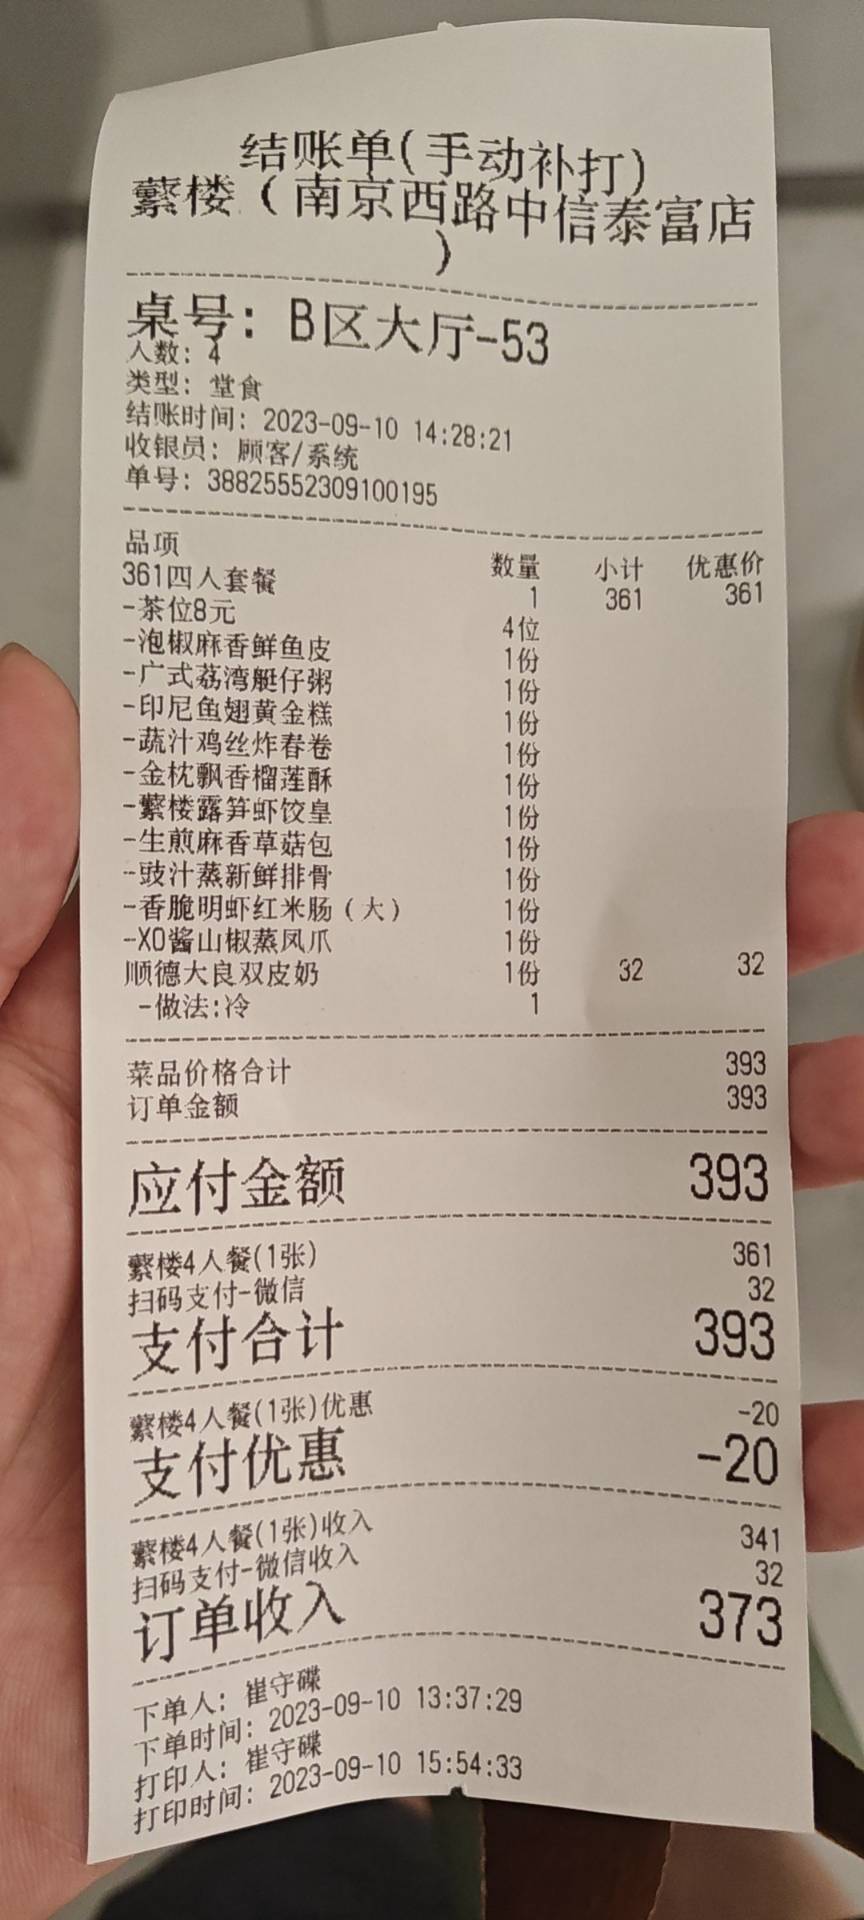 结账单(手动补打)
蘩楼（南京西路中信泰富店
）
桌号: B区大厅-53
人数: 4
类型: 堂食
结账时间: 2023-09-10 14:28:21
收银员: 顾客/系统
单号: 38825552309100195
品项 数量 小计 优惠价
361四人套餐 1 361 361
-茶位8元 4位
-泡椒麻香鲜鱼皮 1份
-广式荔湾艇仔粥 1份
-印尼鱼翅黄金糕 1份
-蔬汁鸡丝炸春卷 1份
-金枕飘香榴莲酥 1份
-蘩楼露笋虾饺皇 1份
-生煎麻香草菇包 1份
-豉汁蒸新鲜排骨 1份
-香脆明虾红米肠（大） 1份
-XO酱山椒蒸凤爪 1份
顺德大良双皮奶 1份 32 32
-做法:冷 1
菜品价格合计 393
订单金额 393
应付金额 393
蘩楼4人餐(1张) 361
扫码支付-微信 32
支付合计 393
蘩楼4人餐(1张)优惠 -20
支付优惠 -20
蘩楼4人餐(1张)收入 341
扫码支付-微信收入 32
订单收入 373
下单人: 崔守碟
下单时间: 2023-09-10 13:37:29
打印人: 崔守碟
打印时间: 2023-09-10 15:54:33